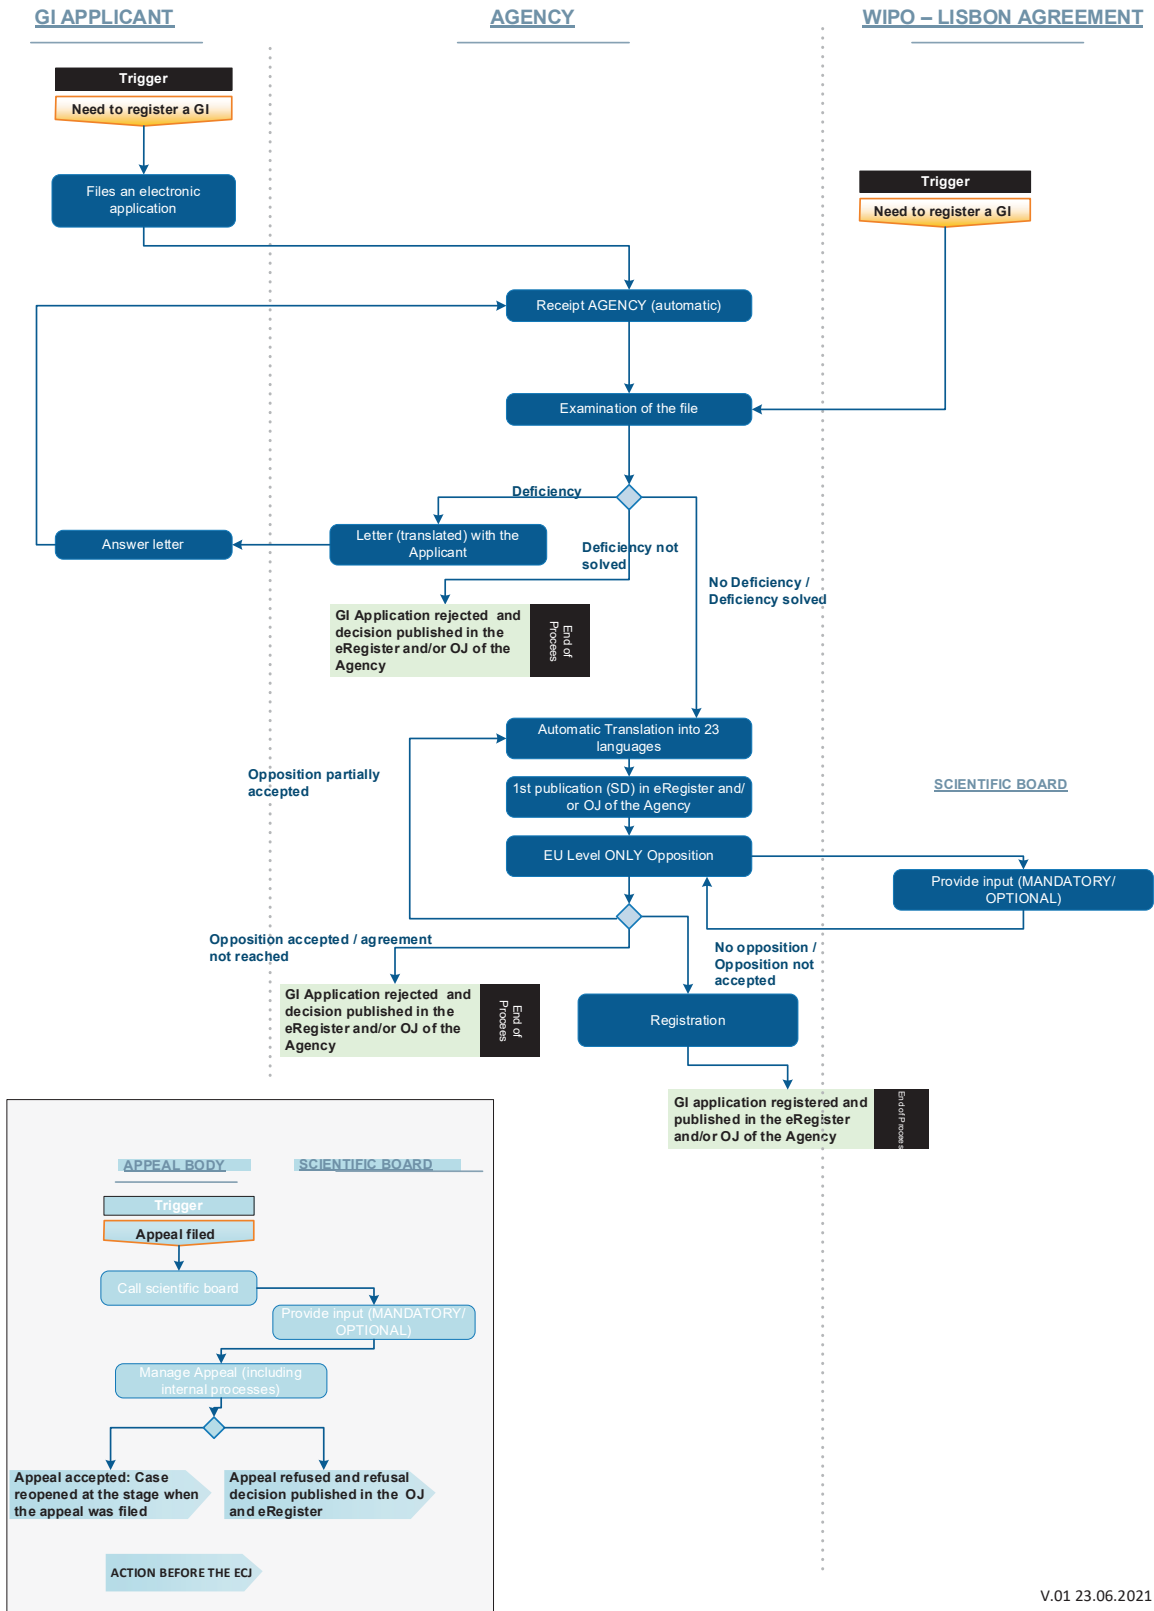 GI APPLICANT
AGENCY
WIPO – LISBON AGREEMENT
Trigger
Need to register a GI
Files an electronic
application
Trigger
Need to register a GI
Receipt AGENCY (automatic)
Examination of the file
Deficiency
Answer letter
Letter (translated) with the
Applicant
Deficiency not
solved
No Deficiency /
Deficiency solved
GI Application rejected and
decision published in the
eRegister and/or OJ of the
Agency
End of
Procees
Automatic Translation into 23
languages
Opposition partially
accepted
1st publication (SD) in eRegister and/
or OJ of the Agency
SCIENTIFIC BOARD
EU Level ONLY Opposition
Provide input (MANDATORY/
OPTIONAL)
Opposition accepted / agreement
not reached
No opposition /
Opposition not
accepted
GI Application rejected and
decision published in the
eRegister and/or OJ of the
Agency
End of
Procees
Registration
GI application registered and
published in the eRegister
and/or OJ of the Agency
End of Procees
APPEAL BODY
SCIENTIFIC BOARD
Trigger
Appeal filed
Call scientific board
Provide input (MANDATORY/
OPTIONAL)
Manage Appeal (including
internal processes)
Appeal accepted: Case
reopened at the stage when
the appeal was filed
Appeal refused and refusal
decision published in the OJ
and eRegister
ACTION BEFORE THE ECJ
V.01 23.06.2021